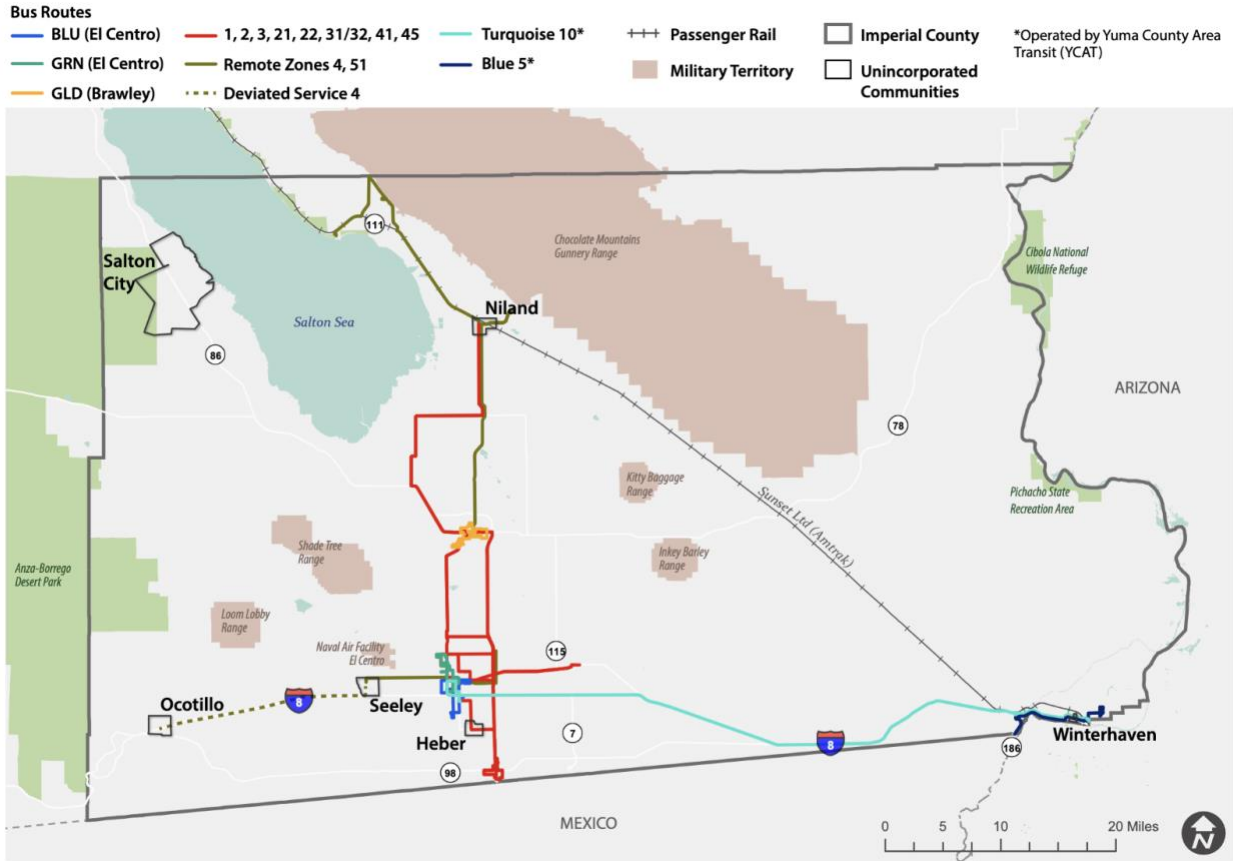 Bus Routes
BLU (El Centro)
GRN (El Centro)
GLD (Brawley)
1, 2, 3, 21, 22, 31/32, 41, 45
Remote Zones 4, 51
Deviated Service 4
Turquoise 10*
Blue 5*
Passenger Rail
Military Territory
Imperial County
Unincorporated
Communities
*Operated by Yuma County Area
Transit (YCAT)
111
Chocolate Mountains
Gunnery Range
Cibola National
Wildlife Refuge
Salton
City
Salton Sea
Niland
86
ARIZONA
78
Kitty Baggage
Range
Sunset Ltd (Amtrak)
Pichacho State
Recreation Area
Shade Tree
Range
Inkey Barley
Range
Anza-Borrego
Desert Park
Loom Lobby
Range
Naval Air Facility
El Centro
115
Ocotillo
8
Seeley
Heber
7
8
186
Winterhaven
98
MEXICO
0 5 10 20 Miles
N